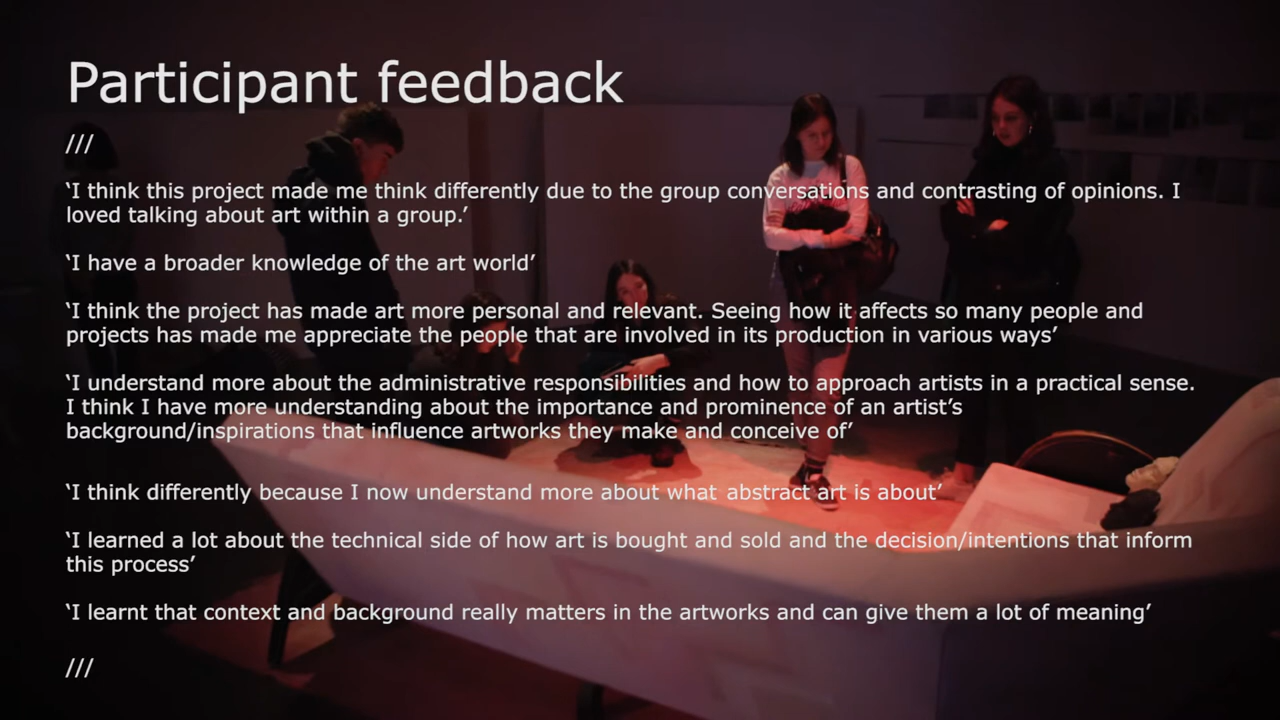 Participant feedback
///
‘I think this project made me think differently due to the group conversations and contrasting of opinions. I
loved talking about art within a group.’
‘I have a broader knowledge of the art world’
‘I think the project has made art more personal and relevant. Seeing how it affects so many people and
projects has made me appreciate the people that are involved in its production in various ways’
‘I understand more about the administrative responsibilities and how to approach artists in a practical sense.
I think I have more understanding about the importance and prominence of an artist’s
background/inspirations that influence artworks they make and conceive of’
‘I think differently because I now understand more about what abstract art is about’
‘I learned a lot about the technical side of how art is bought and sold and the decision/intentions that inform
this process’
‘I learnt that context and background really matters in the artworks and can give them a lot of meaning’
///